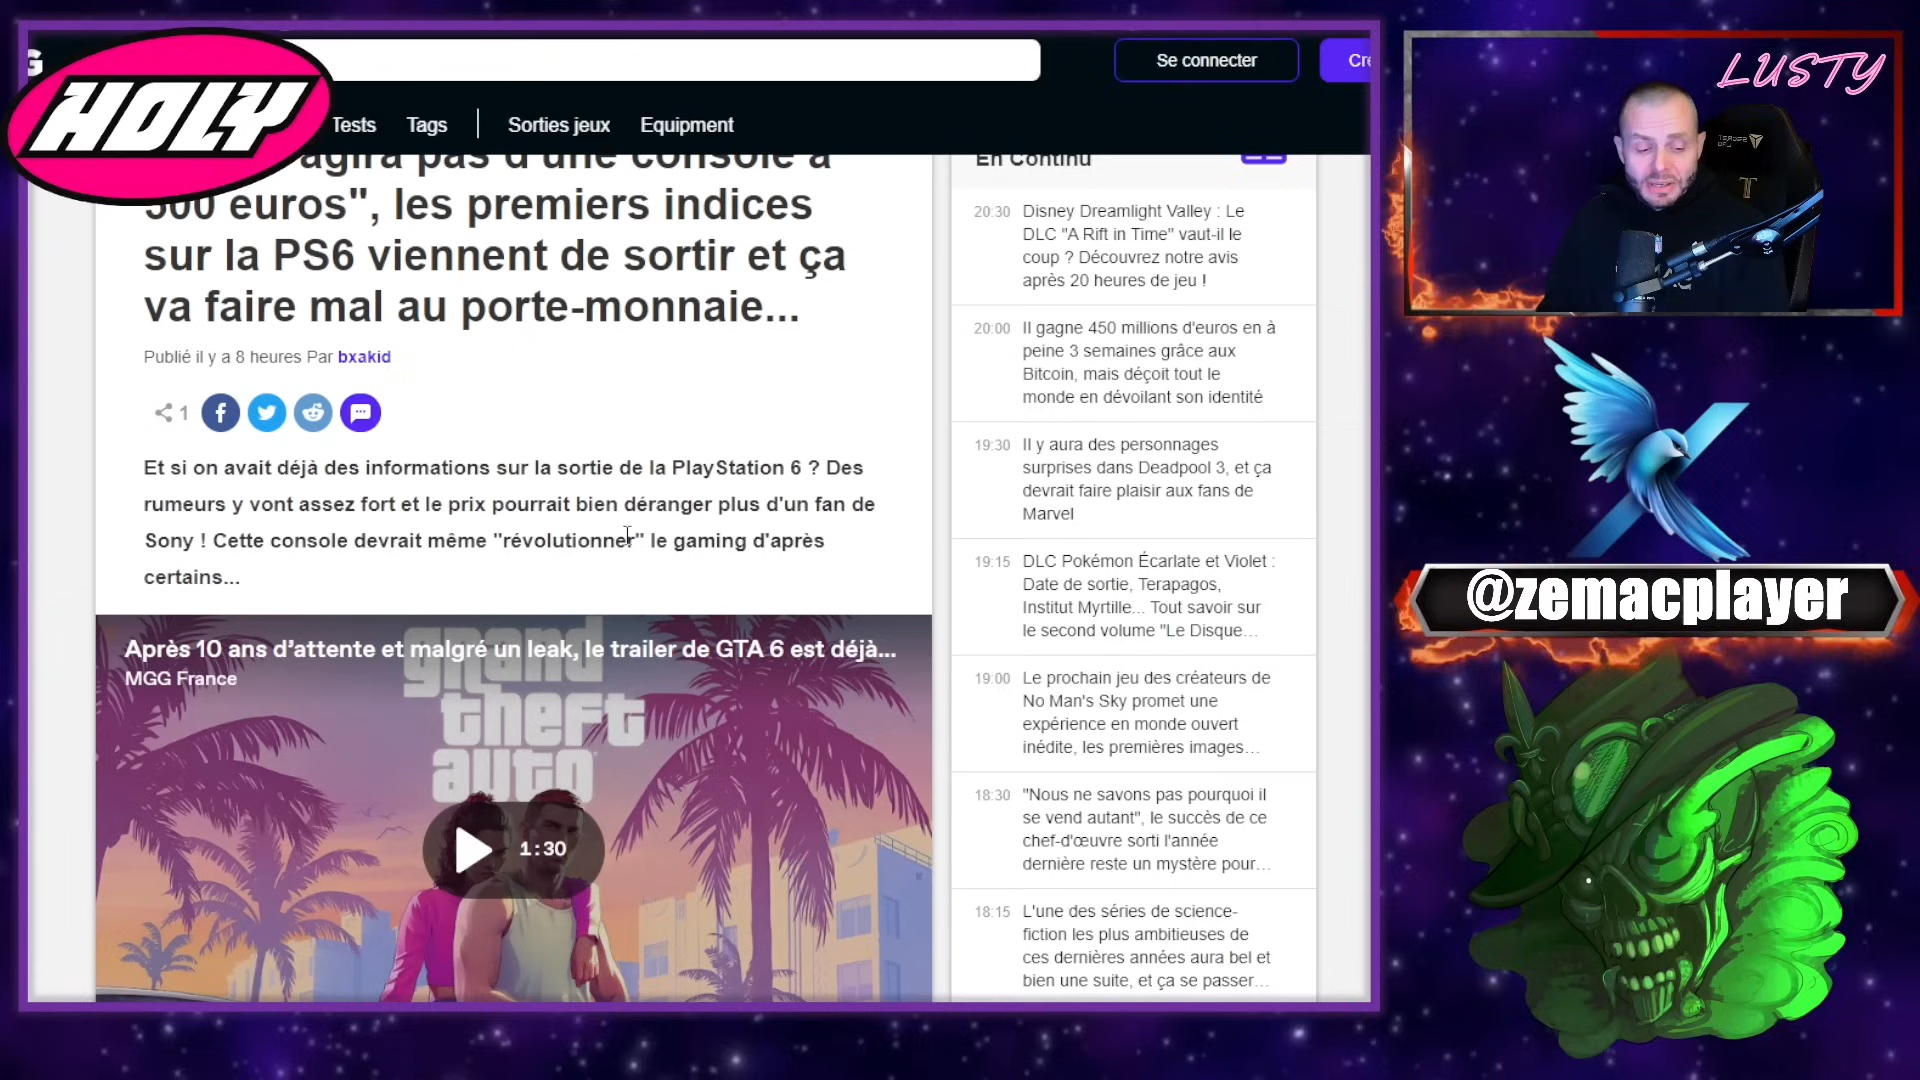 G
HOLY
Se connecter
Cré
Tests
Tags
Sorties jeux
Equipment
agira pas d'une console à
500 euros", les premiers indices
sur la PS6 viennent de sortir et ça
va faire mal au porte-monnaie...
Publié il y a 8 heures Par bxakid
1
Et si on avait déjà des informations sur la sortie de la PlayStation 6 ? Des
rumeurs y vont assez fort et le prix pourrait bien déranger plus d'un fan de
Sony ! Cette console devrait même "révolutionner" le gaming d'après
certains...
Après 10 ans d'attente et malgré un leak, le trailer de GTA 6 est déjà...
MGG France
grand
theft
auto
1:30
En Continu
20:30 Disney Dreamlight Valley : Le
DLC "A Rift in Time" vaut-il le
coup ? Découvrez notre avis
après 20 heures de jeu !
20:00 Il gagne 450 millions d'euros en à
peine 3 semaines grâce aux
Bitcoin, mais déçoit tout le
monde en dévoilant son identité
19:30 Il y aura des personnages
surprises dans Deadpool 3, et ça
devrait faire plaisir aux fans de
Marvel
19:15 DLC Pokémon Écarlate et Violet :
Date de sortie, Terapagos,
Institut Myrtille... Tout savoir sur
le second volume "Le Disque...
19:00 Le prochain jeu des créateurs de
No Man's Sky promet une
expérience en monde ouvert
inédite, les premières images...
18:30 "Nous ne savons pas pourquoi il
se vend autant", le succès de ce
chef-d'œuvre sorti l'année
dernière reste un mystère pour...
18:15 L'une des séries de science-
fiction les plus ambitieuses de
ces dernières années aura bel et
bien une suite, et ça se passer...
LUSTY
@zemacplayer